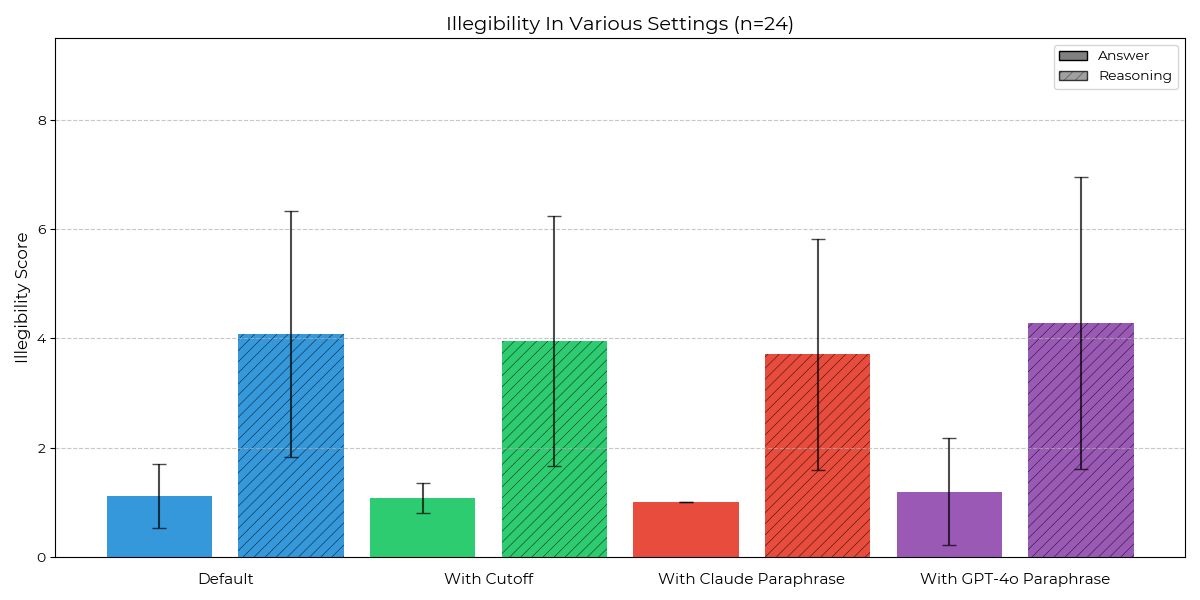 Illegibility In Various Settings (n=24)
Answer
Reasoning
Illegibility Score
8
6
4
2
0
Default
With Cutoff
With Claude Paraphrase
With GPT-4o Paraphrase